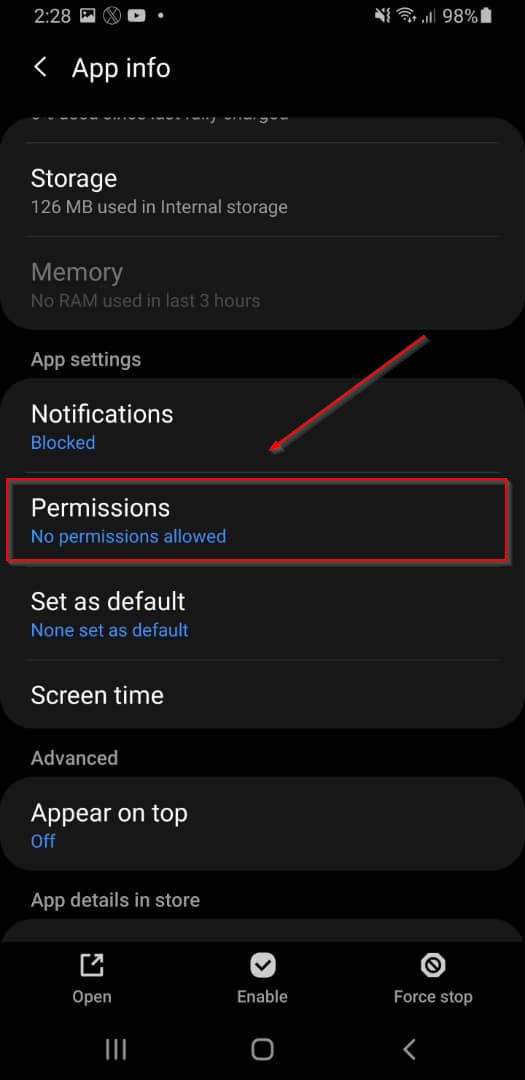 2:28 98%
App info
Storage
126 MB used in Internal storage
Memory
No RAM used in last 3 hours
App settings
Notifications
Blocked
Permissions
No permissions allowed
Set as default
None set as default
Screen time
Advanced
Appear on top
Off
App details in store
Open Enable Force stop